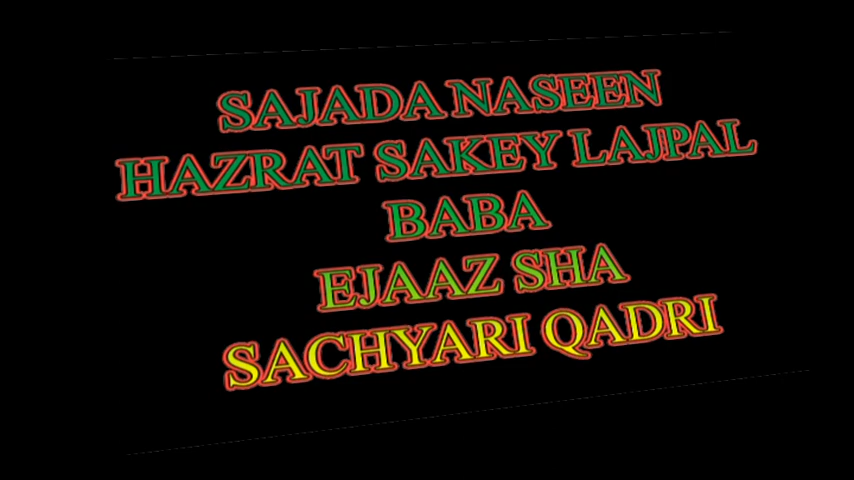 SAJADA NASEEN
HAZRAT SAKEY LAJPAL
BABA
EJAAZ SHA
SACHYARI QADRI